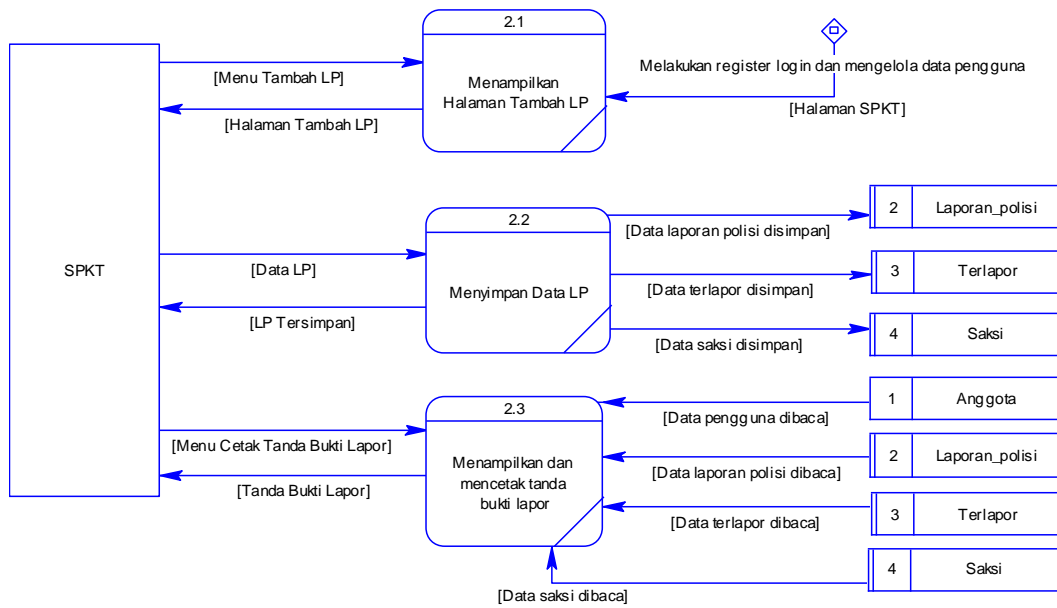 2.1
[Menu Tambah LP]
Menampilkan
Halaman Tambah LP
Melakukan register login dan mengelola data pengguna
[Halaman Tambah LP]
[Halaman SPKT]
SPKT
2.2
2
Laporan_polisi
[Data laporan polisi disimpan]
[Data LP]
3
Terlapor
Menyimpan Data LP
[Data terlapor disimpan]
[LP Tersimpan]
4
Saksi
[Data saksi disimpan]
2.3
1
Anggota
[Data pengguna dibaca]
[Menu Cetak Tanda Bukti Lapor]
Menampilkan dan
mencetak tanda
bukti lapor
2
Laporan_polisi
[Data laporan polisi dibaca]
[Tanda Bukti Lapor]
3
Terlapor
[Data terlapor dibaca]
4
Saksi
[Data saksi dibaca]